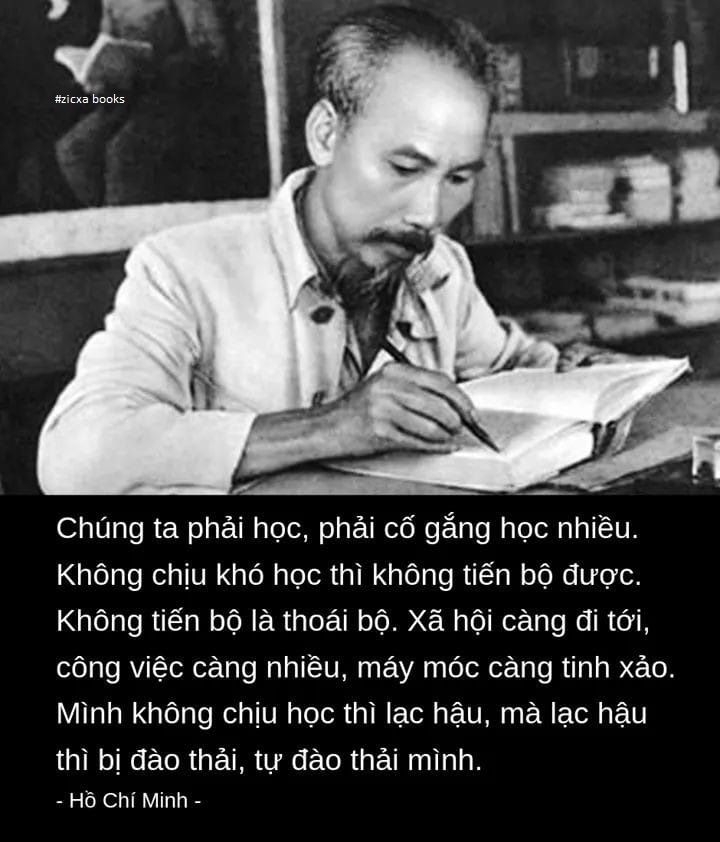 #zicxa books
Chúng ta phải học, phải cố gắng học nhiều.
Không chịu khó học thì không tiến bộ được.
Không tiến bộ là thoái bộ. Xã hội càng đi tới,
công việc càng nhiều, máy móc càng tinh xảo.
Mình không chịu học thì lạc hậu, mà lạc hậu
thì bị đào thải, tự đào thải mình.
- Hồ Chí Minh -